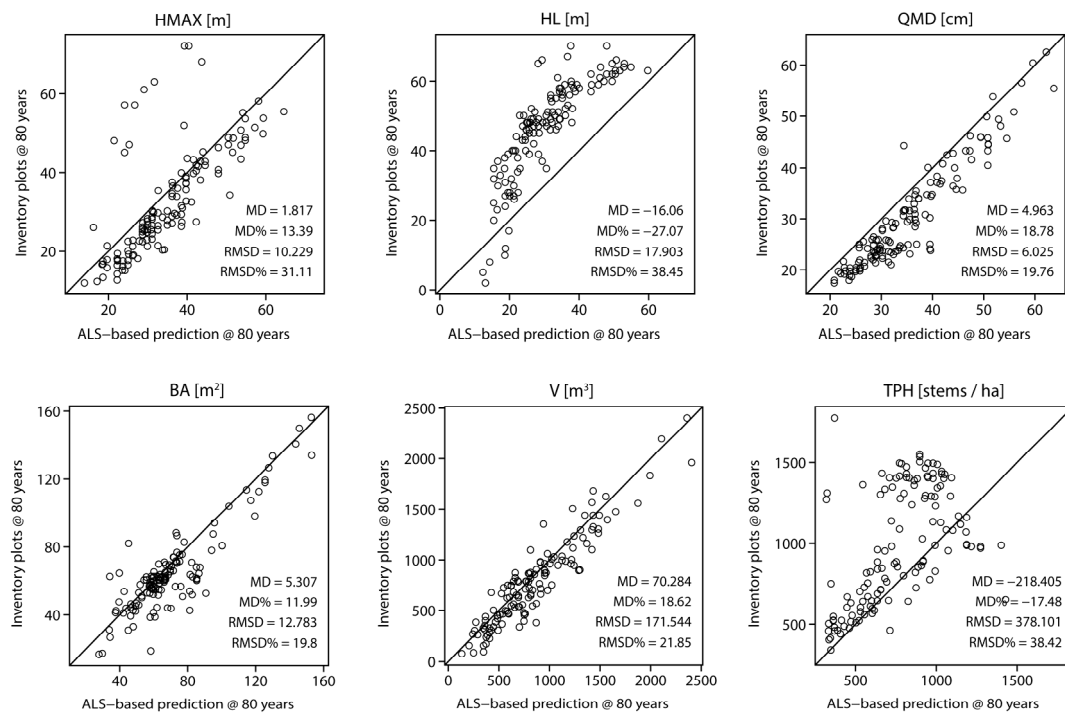 HMAX [m]
Inventory plots @ 80 years
60
40
20
MD = 1.817
MD% = 13.39
RMSD = 10.229
RMSD% = 31.11
20 40 60
ALS−based prediction @ 80 years
HL [m]
Inventory plots @ 80 years
60
40
20
0
MD = −16.06
MD% = −27.07
RMSD = 17.903
RMSD% = 38.45
0 20 40 60 80
ALS−based prediction @ 80 years
QMD [cm]
Inventory plots @ 80 years
60
50
40
30
20
MD = 4.963
MD% = 18.78
RMSD = 6.025
RMSD% = 19.76
20 30 40 50 60
ALS−based prediction @ 80 years
BA [m²]
Inventory plots @ 80 years
160
120
80
40
MD = 5.307
MD% = 11.99
RMSD = 12.783
RMSD% = 19.8
40 80 120 160
ALS−based prediction @ 80 years
V [m³]
Inventory plots @ 80 years
2500
2000
1500
1000
500
0
MD = 70.284
MD% = 18.62
RMSD = 171.544
RMSD% = 21.85
0 500 1000 1500 2000 2500
ALS−based prediction @ 80 years
TPH [stems / ha]
Inventory plots @ 80 years
1500
1000
500
MD = −218.405
MD% = −17.48
RMSD = 378.101
RMSD% = 38.42
500 1000 1500
ALS−based prediction @ 80 years